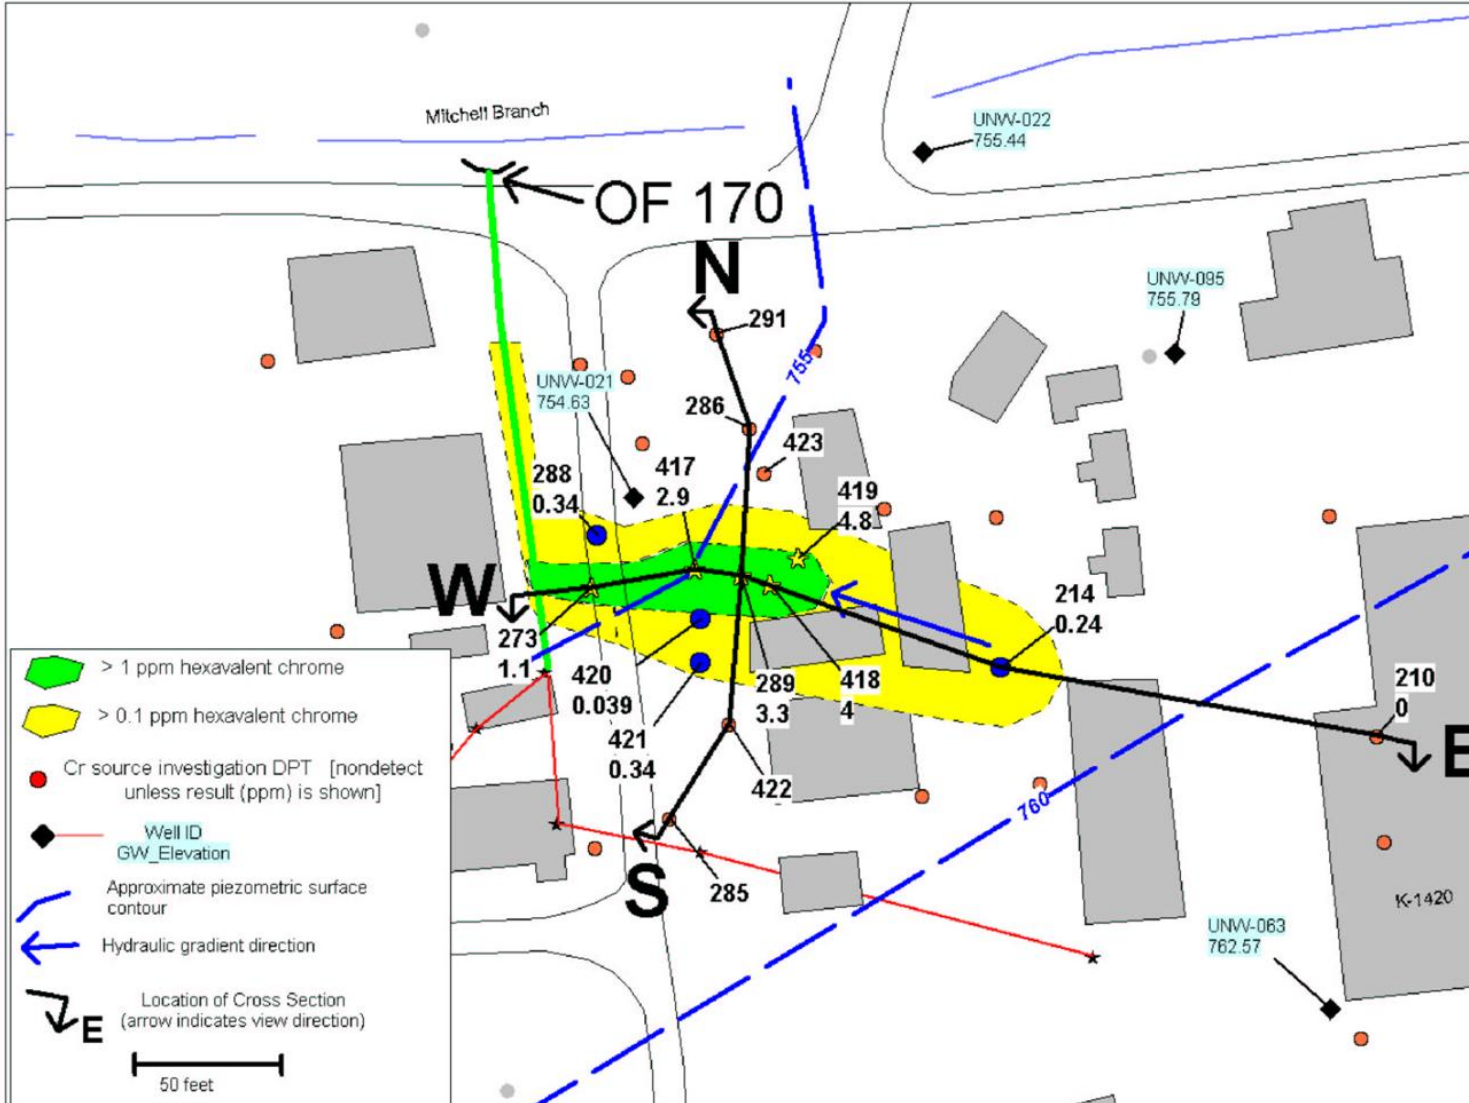 Mitchell Branch
UNW-022
755.44
OF 170
N
UNW-095
755.79
291
755
UNW-021
754.63
286
423
288
0.34
417
2.9
419
4.8
W
214
0.24
273
1.1
420
0.039
289
3.3
418
4
210
0
E
421
0.34
422
760
S
285
K-1420
UNW-063
762.57
> 1 ppm hexavalent chrome
> 0.1 ppm hexavalent chrome
Cr source investigation DPT [nondetect
unless result (ppm) is shown]
Well ID
GW_Elevation
Approximate piezometric surface
contour
Hydraulic gradient direction
Location of Cross Section
(arrow indicates view direction)
E
50 feet